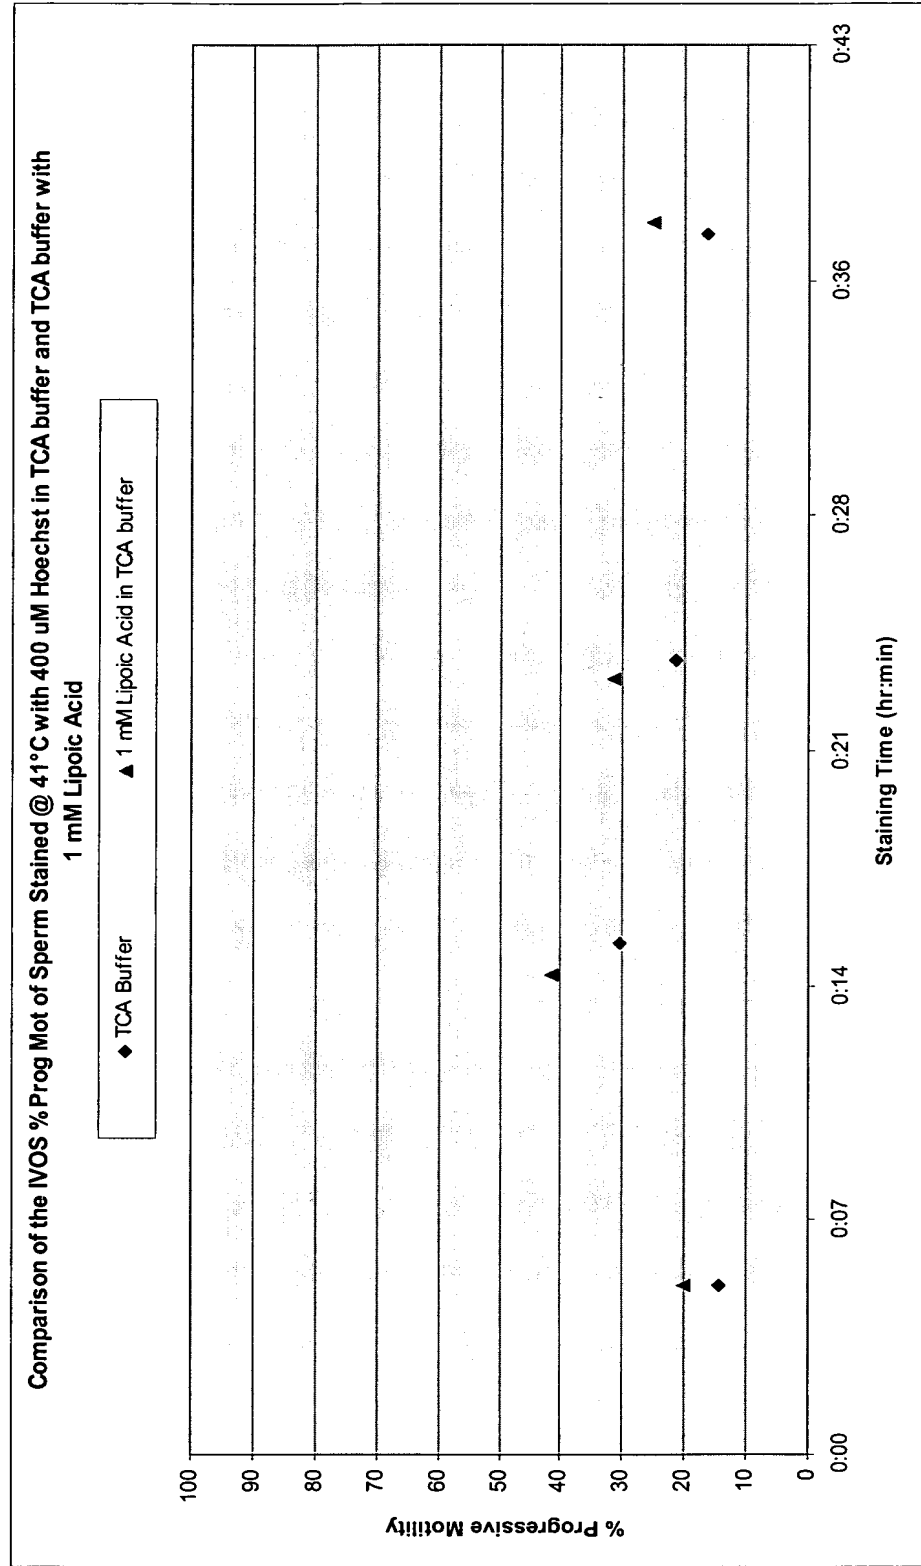 Comparison of the IVOS % Prog Mot of Sperm Stained @ 41°C with 400 uM Hoechst in TCA buffer and TCA buffer with
1 mM Lipoic Acid
◆ TCA Buffer ▲ 1 mM Lipoic Acid in TCA buffer
% Progressive Motility
100
90
80
70
60
50
40
30
20
10
0
0:00 0:07 0:14 0:21 0:28 0:36 0:43
Staining Time (hr:min)